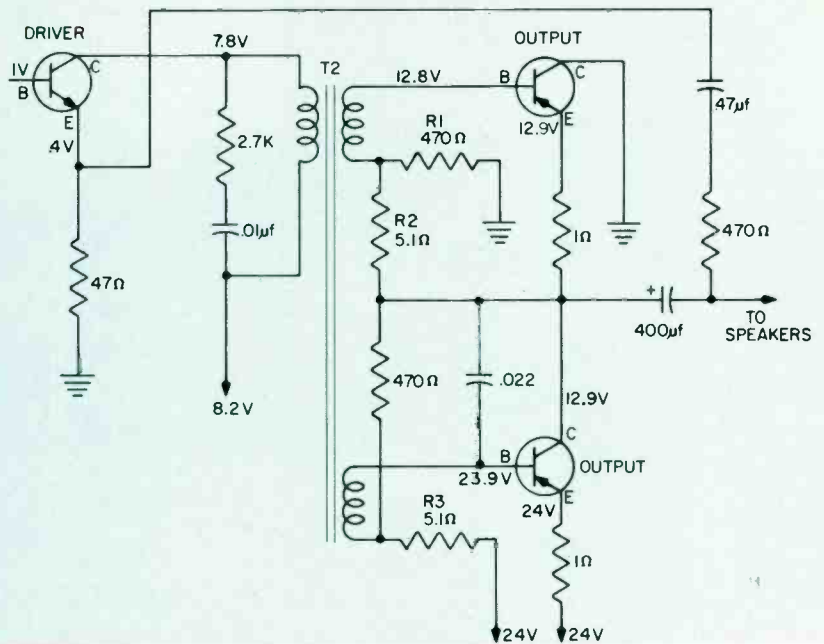 DRIVER
OUTPUT
7.8V
T2
12.8V
1V
B
C
E
.4V
B
C
E
12.9V
R1
470Ω
.47µf
2.7K
.01µf
R2
5.1Ω
1Ω
470Ω
47Ω
+
400µf
TO
SPEAKERS
8.2V
470Ω
.022
12.9V
B
C
E
23.9V
OUTPUT
24V
R3
5.1Ω
1Ω
24V
24V